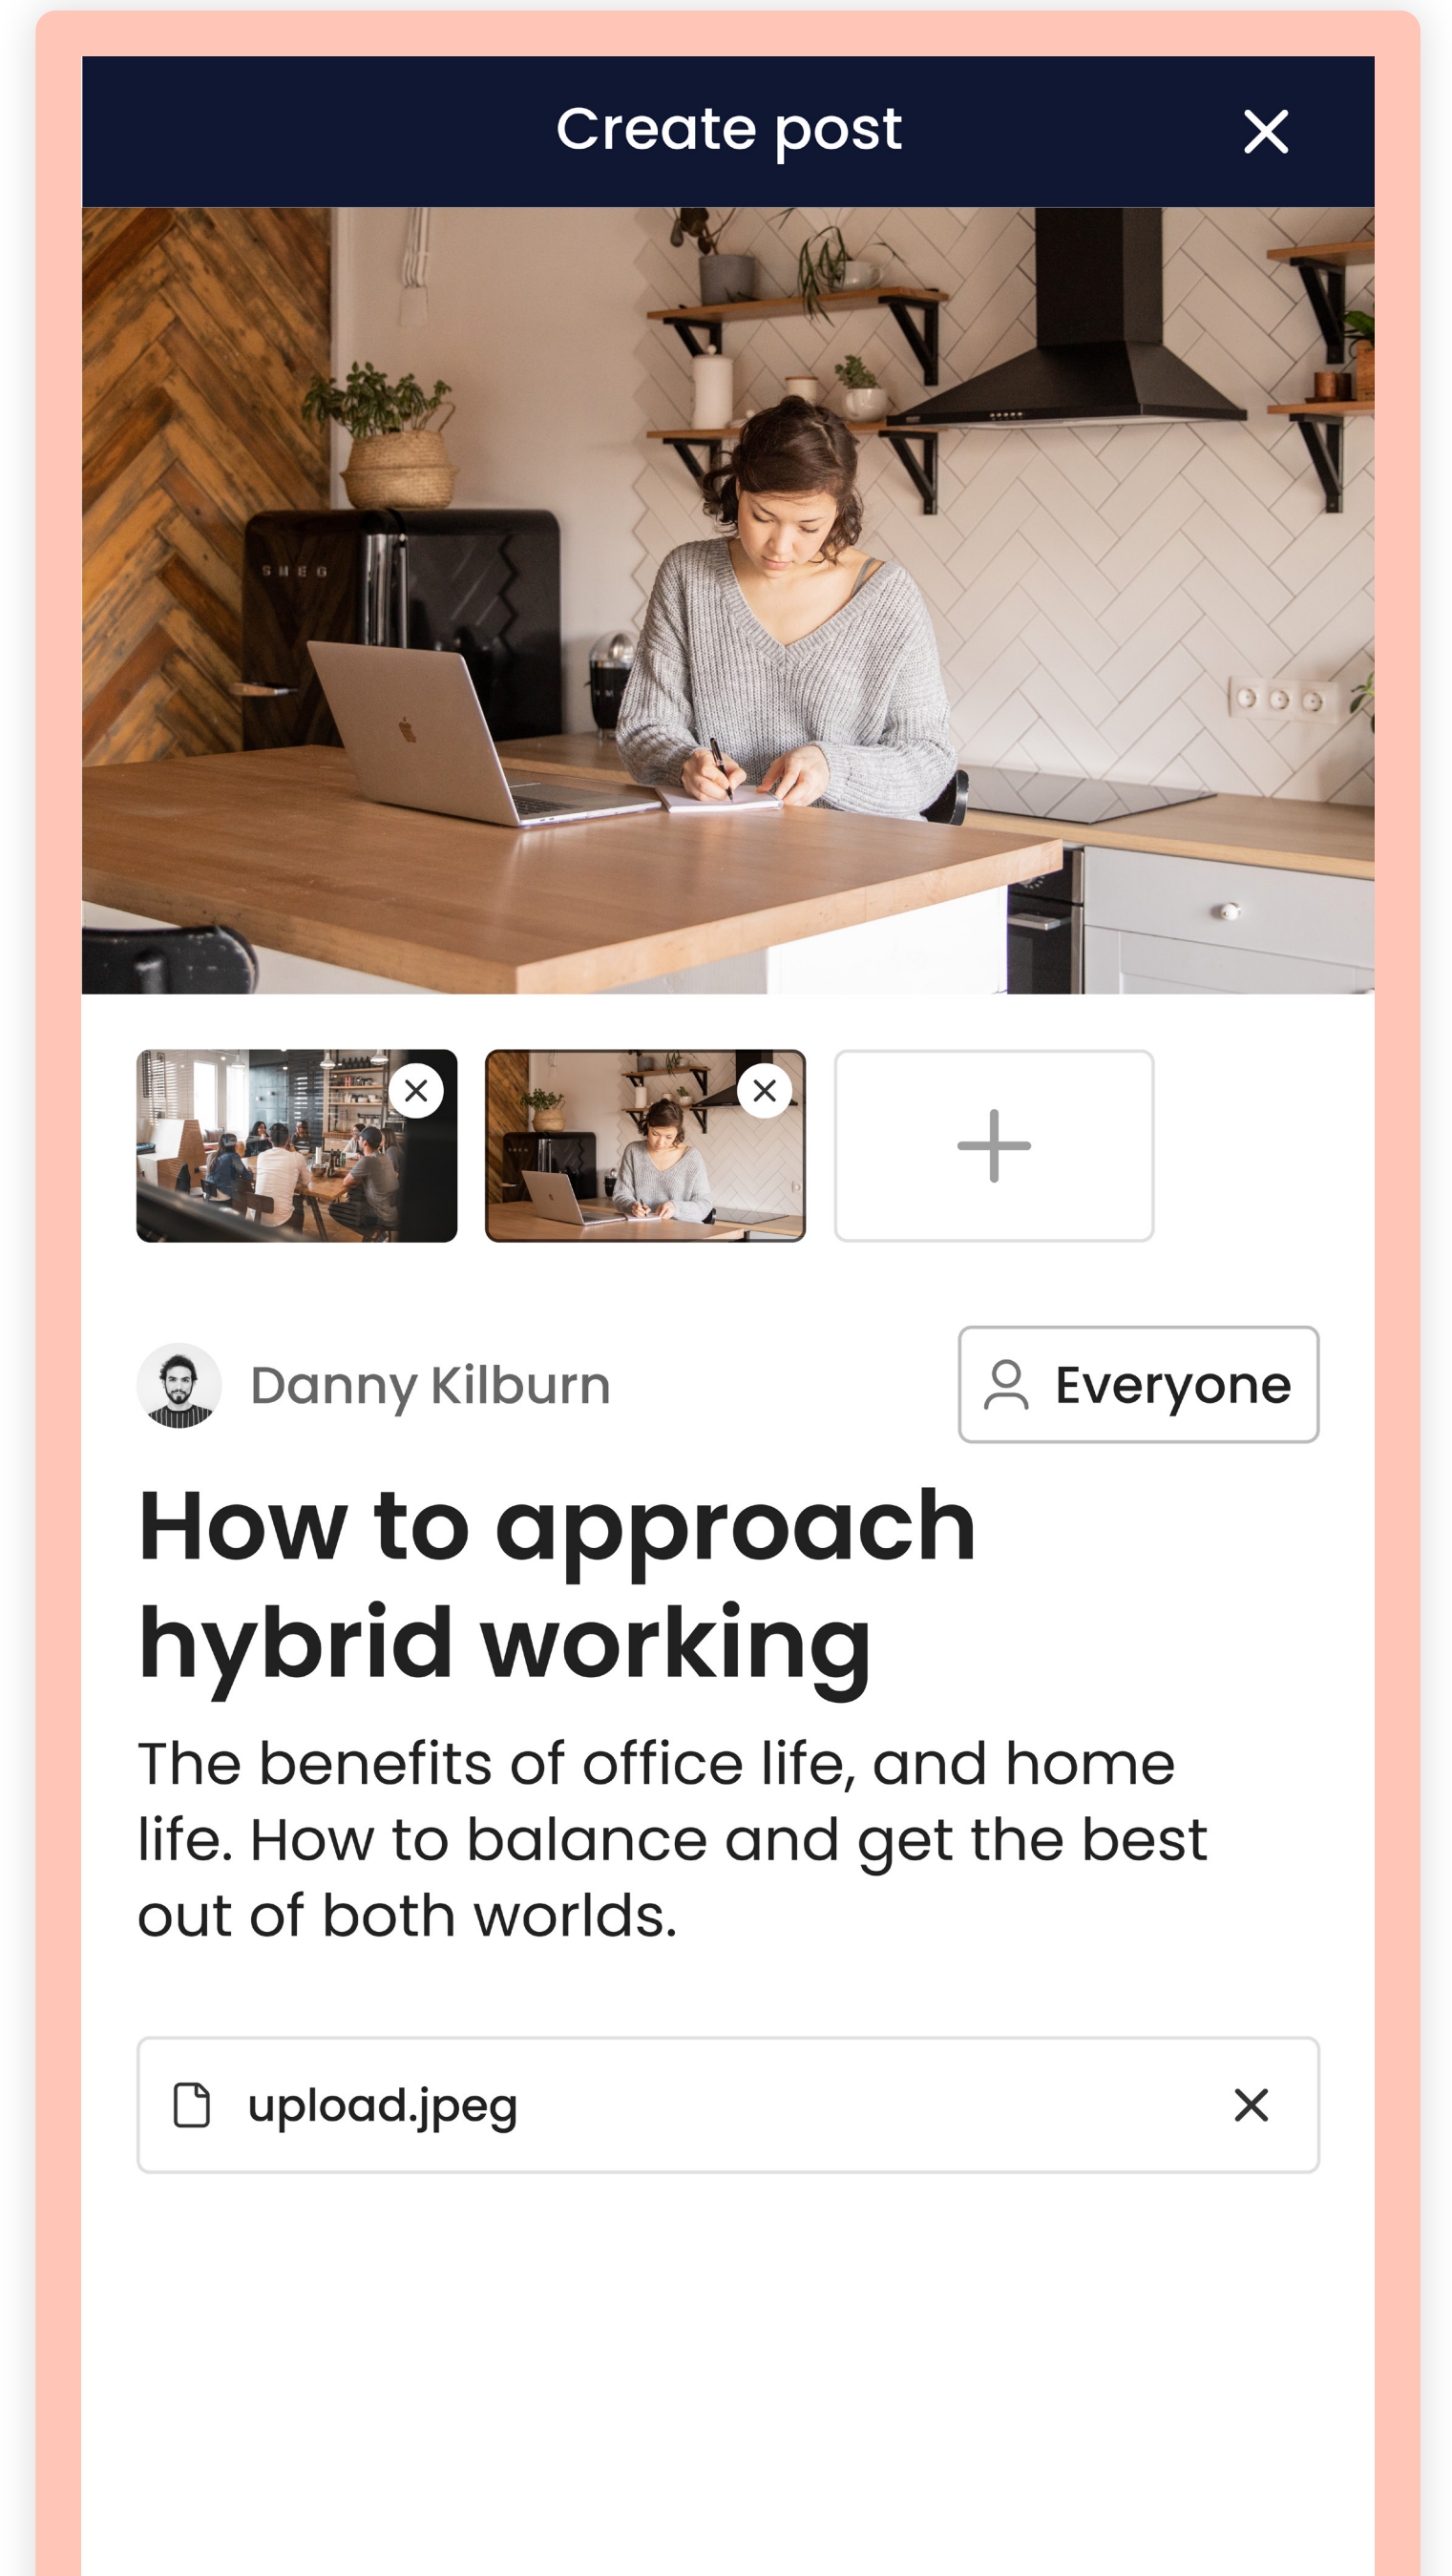 Create post
SMEG
Danny Kilburn
Everyone
How to approach
hybrid working
The benefits of office life, and home
life. How to balance and get the best
out of both worlds.
upload.jpeg